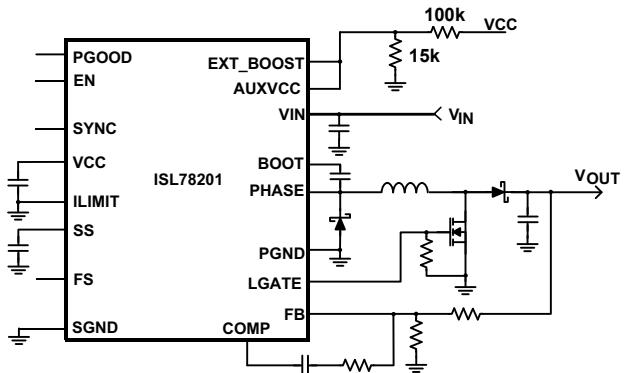 100k
VCC
15k
PGOOD
EN
SYNC
VCC
ILIMIT
SS
FS
SGND
ISL78201
EXT_BOOST
AUXVCC
VIN
BOOT
PHASE
PGND
LGATE
FB
COMP
VIN
VOUT